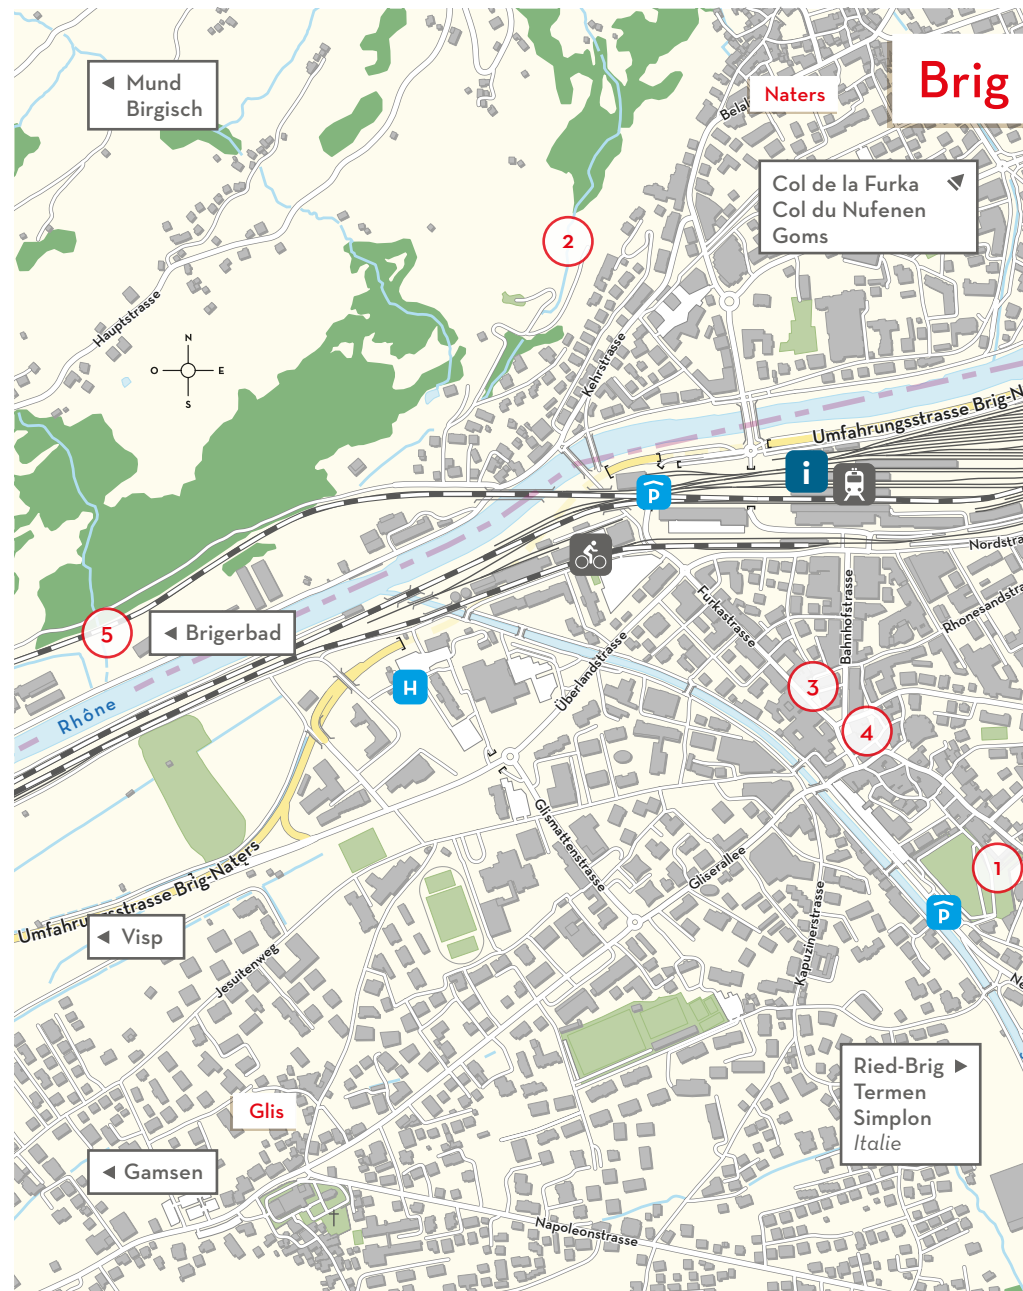 Brig
Mund
Birgisch
Naters
Col de la Furka
Col du Nufenen
Goms
2
Hauptstrasse
N
O
E
S
Kehrstrasse
Umfahrungsstrasse Brig-N
i
P
Nordstra
Furkastrasse
Bahnhofstrasse
Rhonesandstra
5
Brigerbad
Überlandstrasse
H
3
Rhône
4
Glismattenstrasse
Gliserallee
1
Umfahrungsstrasse Brig-Naters
Kapuzinerstrasse
P
Visp
Jesuitenweg
Ne
Ried-Brig
Termen
Simplon
Italie
Glis
Gamsen
Napoleonstrasse